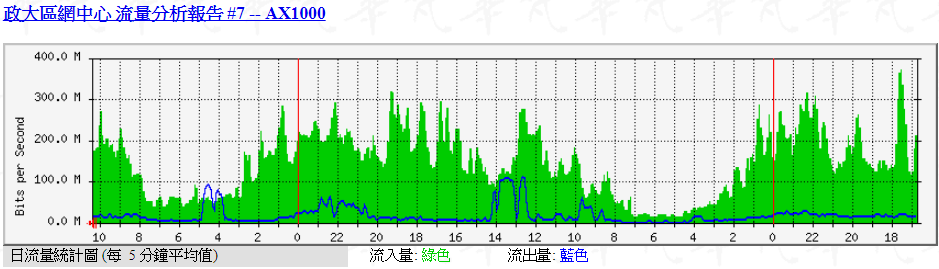 政大區網中心 流量分析報告 #7 -- AX1000
400.0 M
300.0 M
200.0 M
100.0 M
0.0 M
Bits per Second
10 8 6 4 2 0 22 20 18 16 14 12 10 8 6 4 2 0 22 20 18
日流量統計圖 (每 5 分鐘平均值) 流入量: 綠色 流出量: 藍色